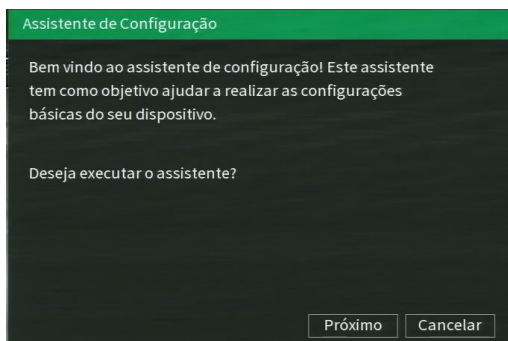 Assistente de Configuração
Bem vindo ao assistente de configuração! Este assistente
tem como objetivo ajudar a realizar as configurações
básicas do seu dispositivo.
Deseja executar o assistente?
Próximo
Cancelar